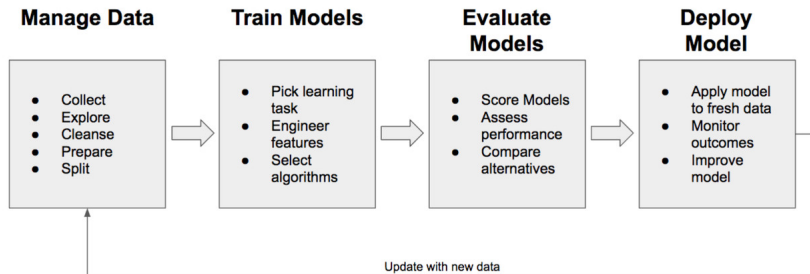 Manage Data
● Collect
● Explore
● Cleanse
● Prepare
● Split
Train Models
● Pick learning
task
● Engineer
features
● Select
algorithms
Evaluate
Models
● Score Models
● Assess
performance
● Compare
alternatives
Deploy
Model
● Apply model
to fresh data
● Monitor
outcomes
● Improve
model
Update with new data